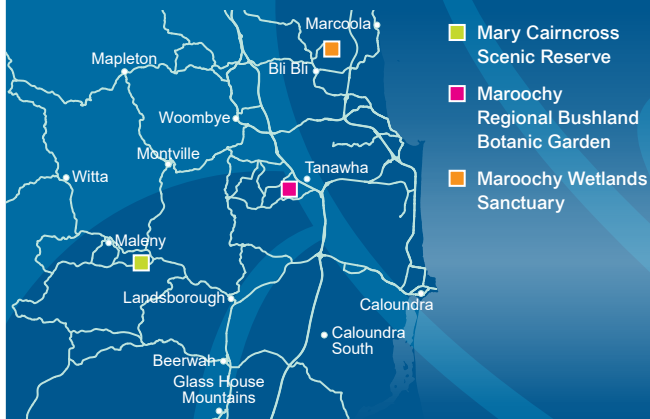 Marcoola
Mapleton
Bli Bli
Woombye
Montville
Tanawha
Witta
Maleny
Landsborough
Caloundra
Caloundra
South
Beerwah
Glass House
Mountains
Mary Cairncross
Scenic Reserve
Maroochy
Regional Bushland
Botanic Garden
Maroochy Wetlands
Sanctuary